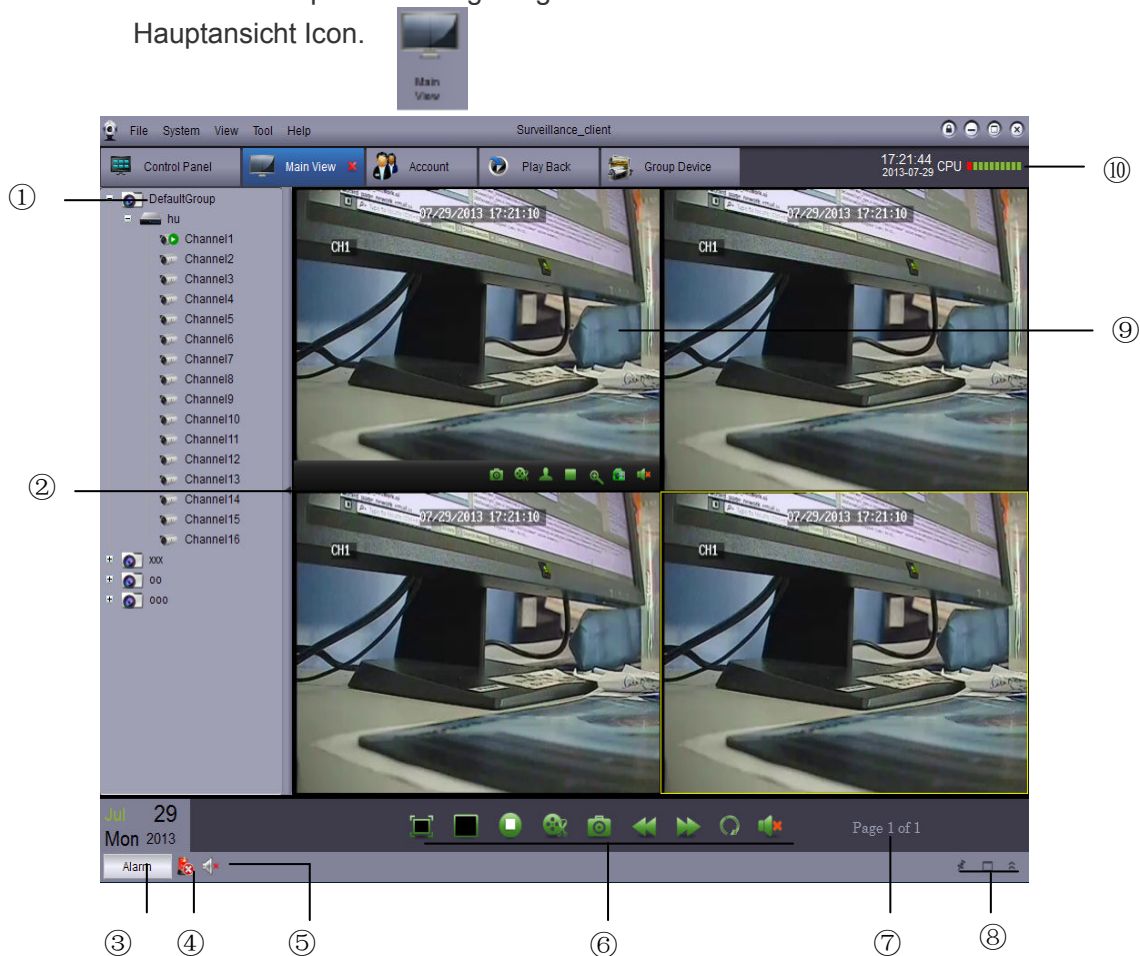 Hauptansicht Icon.
Main
View
File System View Tool Help Surveillance_client
Control Panel Main View Account Play Back Group Device 17:21:44 2013-07-29 CPU
⑩
①
DefaultGroup
hu
Channel1
Channel2
Channel3
Channel4
Channel5
Channel6
Channel7
Channel8
Channel9
Channel10
Channel11
Channel12
Channel13
Channel14
Channel15
Channel16
xxx
oo
ooo
②
07/29/2013 17:21:10
CH1
07/29/2013 17:21:10
CH1
⑨
07/29/2013 17:21:10
CH1
07/29/2013 17:21:10
CH1
Jul 29
Mon 2013
Page 1 of 1
Alarm
③ ④ ⑤ ⑥ ⑦ ⑧